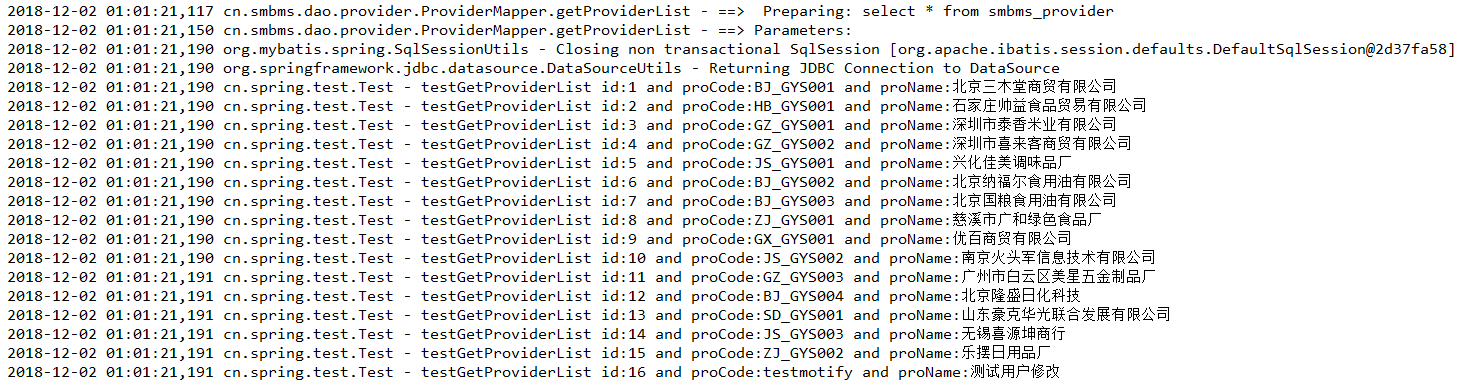 2018-12-02 01:01:21,117 cn.smbms.dao.provider.ProviderMapper.getProviderList - ==>  Preparing: select * from smbms_provider
2018-12-02 01:01:21,150 cn.smbms.dao.provider.ProviderMapper.getProviderList - ==> Parameters:
2018-12-02 01:01:21,190 org.mybatis.spring.SqlSessionUtils - Closing non transactional SqlSession [org.apache.ibatis.session.defaults.DefaultSqlSession@2d37fa58]
2018-12-02 01:01:21,190 org.springframework.jdbc.datasource.DataSourceUtils - Returning JDBC Connection to DataSource
2018-12-02 01:01:21,190 cn.spring.test.Test - testGetProviderList id:1 and proCode:BJ_GYS001 and proName:北京三木堂商贸有限公司
2018-12-02 01:01:21,190 cn.spring.test.Test - testGetProviderList id:2 and proCode:HB_GYS001 and proName:石家庄帅益食品贸易有限公司
2018-12-02 01:01:21,190 cn.spring.test.Test - testGetProviderList id:3 and proCode:GZ_GYS001 and proName:深圳市泰香米业有限公司
2018-12-02 01:01:21,190 cn.spring.test.Test - testGetProviderList id:4 and proCode:GZ_GYS002 and proName:深圳市喜来客商贸有限公司
2018-12-02 01:01:21,190 cn.spring.test.Test - testGetProviderList id:5 and proCode:JS_GYS001 and proName:兴化佳美调味品厂
2018-12-02 01:01:21,190 cn.spring.test.Test - testGetProviderList id:6 and proCode:BJ_GYS002 and proName:北京纳福尔食用油有限公司
2018-12-02 01:01:21,190 cn.spring.test.Test - testGetProviderList id:7 and proCode:BJ_GYS003 and proName:北京国粮食用油有限公司
2018-12-02 01:01:21,190 cn.spring.test.Test - testGetProviderList id:8 and proCode:ZJ_GYS001 and proName:慈溪市广和绿色食品厂
2018-12-02 01:01:21,190 cn.spring.test.Test - testGetProviderList id:9 and proCode:GX_GYS001 and proName:优百商贸有限公司
2018-12-02 01:01:21,190 cn.spring.test.Test - testGetProviderList id:10 and proCode:JS_GYS002 and proName:南京火头军信息技术有限公司
2018-12-02 01:01:21,191 cn.spring.test.Test - testGetProviderList id:11 and proCode:GZ_GYS003 and proName:广州市白云区美星五金制品厂
2018-12-02 01:01:21,191 cn.spring.test.Test - testGetProviderList id:12 and proCode:BJ_GYS004 and proName:北京隆盛日化科技
2018-12-02 01:01:21,191 cn.spring.test.Test - testGetProviderList id:13 and proCode:SD_GYS001 and proName:山东豪克华光联合发展有限公司
2018-12-02 01:01:21,191 cn.spring.test.Test - testGetProviderList id:14 and proCode:JS_GYS003 and proName:无锡喜源坤商行
2018-12-02 01:01:21,191 cn.spring.test.Test - testGetProviderList id:15 and proCode:ZJ_GYS002 and proName:乐摆日用品厂
2018-12-02 01:01:21,191 cn.spring.test.Test - testGetProviderList id:16 and proCode:testmotify and proName:测试用户修改